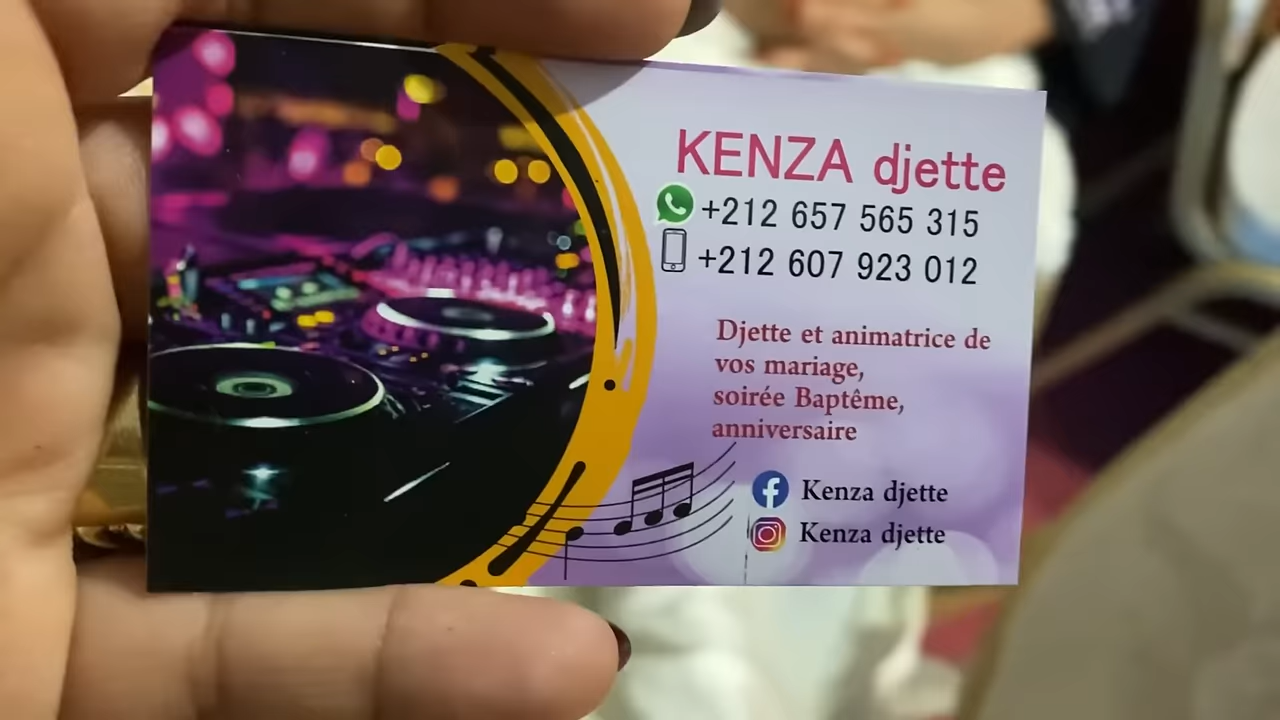 KENZA djette
+212 657 565 315
+212 607 923 012
Djette et animatrice de
vos mariage,
soirée Baptême,
anniversaire
Kenza djette
Kenza djette